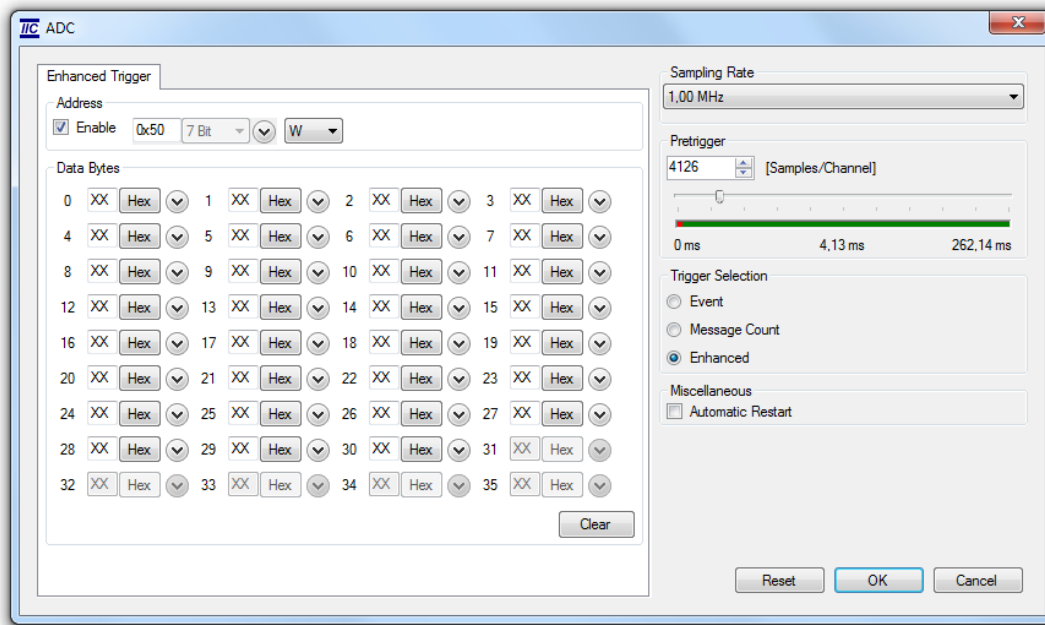 IIC ADC
Enhanced Trigger
Address
Enable 0x50 7 Bit W
Data Bytes
0 XX Hex 1 XX Hex 2 XX Hex 3 XX Hex
4 XX Hex 5 XX Hex 6 XX Hex 7 XX Hex
8 XX Hex 9 XX Hex 10 XX Hex 11 XX Hex
12 XX Hex 13 XX Hex 14 XX Hex 15 XX Hex
16 XX Hex 17 XX Hex 18 XX Hex 19 XX Hex
20 XX Hex 21 XX Hex 22 XX Hex 23 XX Hex
24 XX Hex 25 XX Hex 26 XX Hex 27 XX Hex
28 XX Hex 29 XX Hex 30 XX Hex 31 XX Hex
32 XX Hex 33 XX Hex 34 XX Hex 35 XX Hex
Clear
Sampling Rate
1,00 MHz
Pretrigger
4126 [Samples/Channel]
0 ms 4,13 ms 262,14 ms
Trigger Selection
Event
Message Count
Enhanced
Miscellaneous
Automatic Restart
Reset OK Cancel